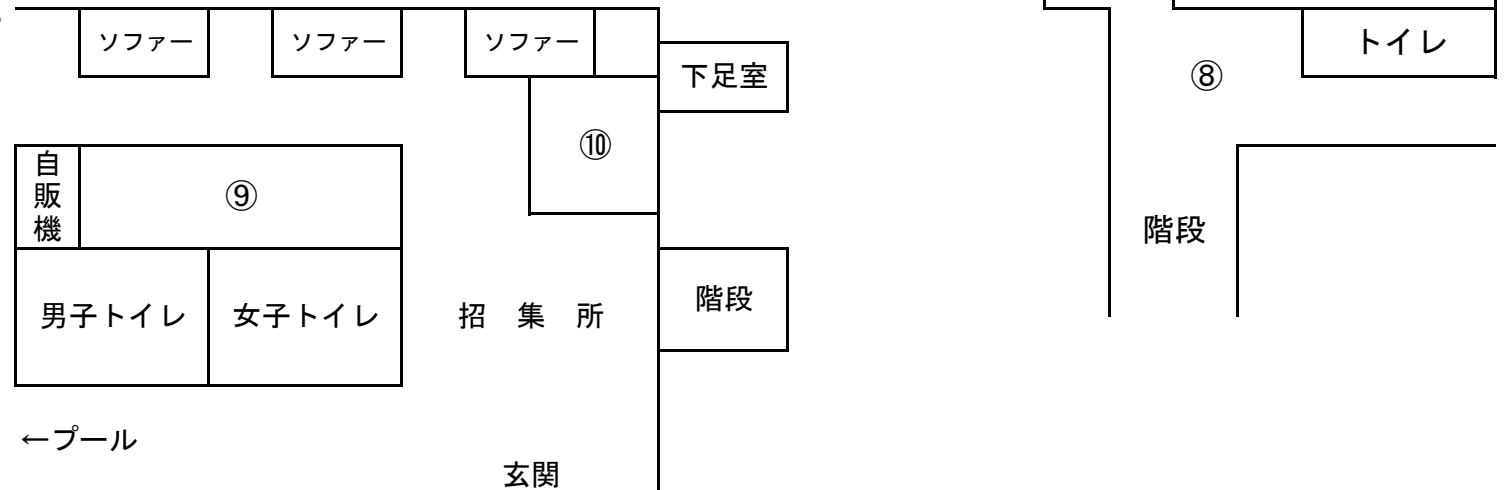 ソファー
ソファー
ソファー
下足室
トイレ
⑧
⑩
自販機
⑨
階段
男子トイレ
女子トイレ
招 集 所
階段
←プール
玄関